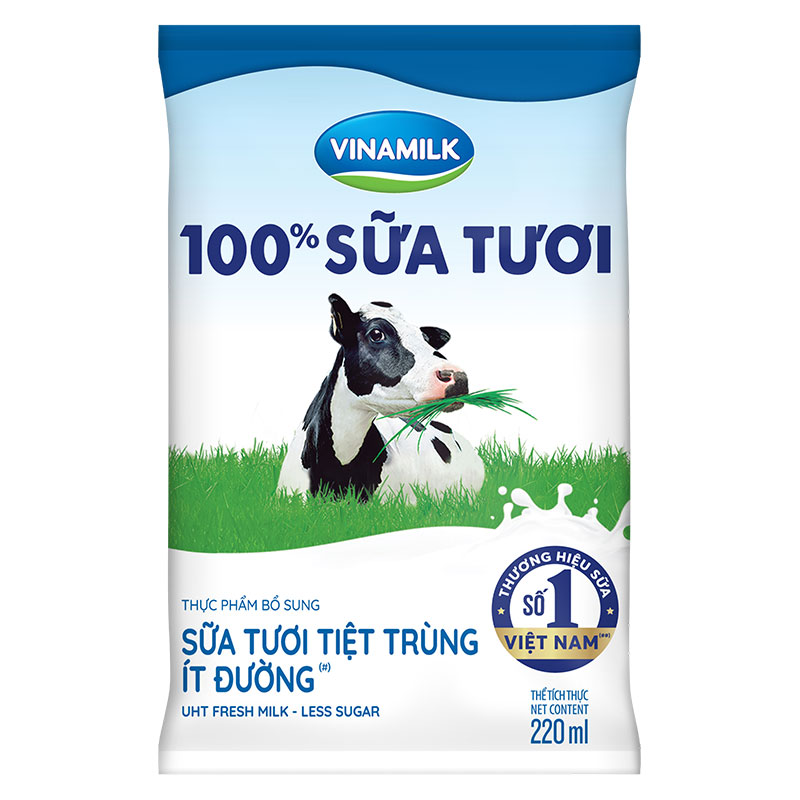 VINAMILK
100% SỮA TƯƠI
THỰC PHẨM BỔ SUNG
SỮA TƯƠI TIỆT TRÙNG
ÍT ĐƯỜNG(#)
UHT FRESH MILK - LESS SUGAR
THƯƠNG HIỆU SỮA
SỐ 1
VIỆT NAM(##)
THỂ TÍCH THỰC
NET CONTENT
220 ml